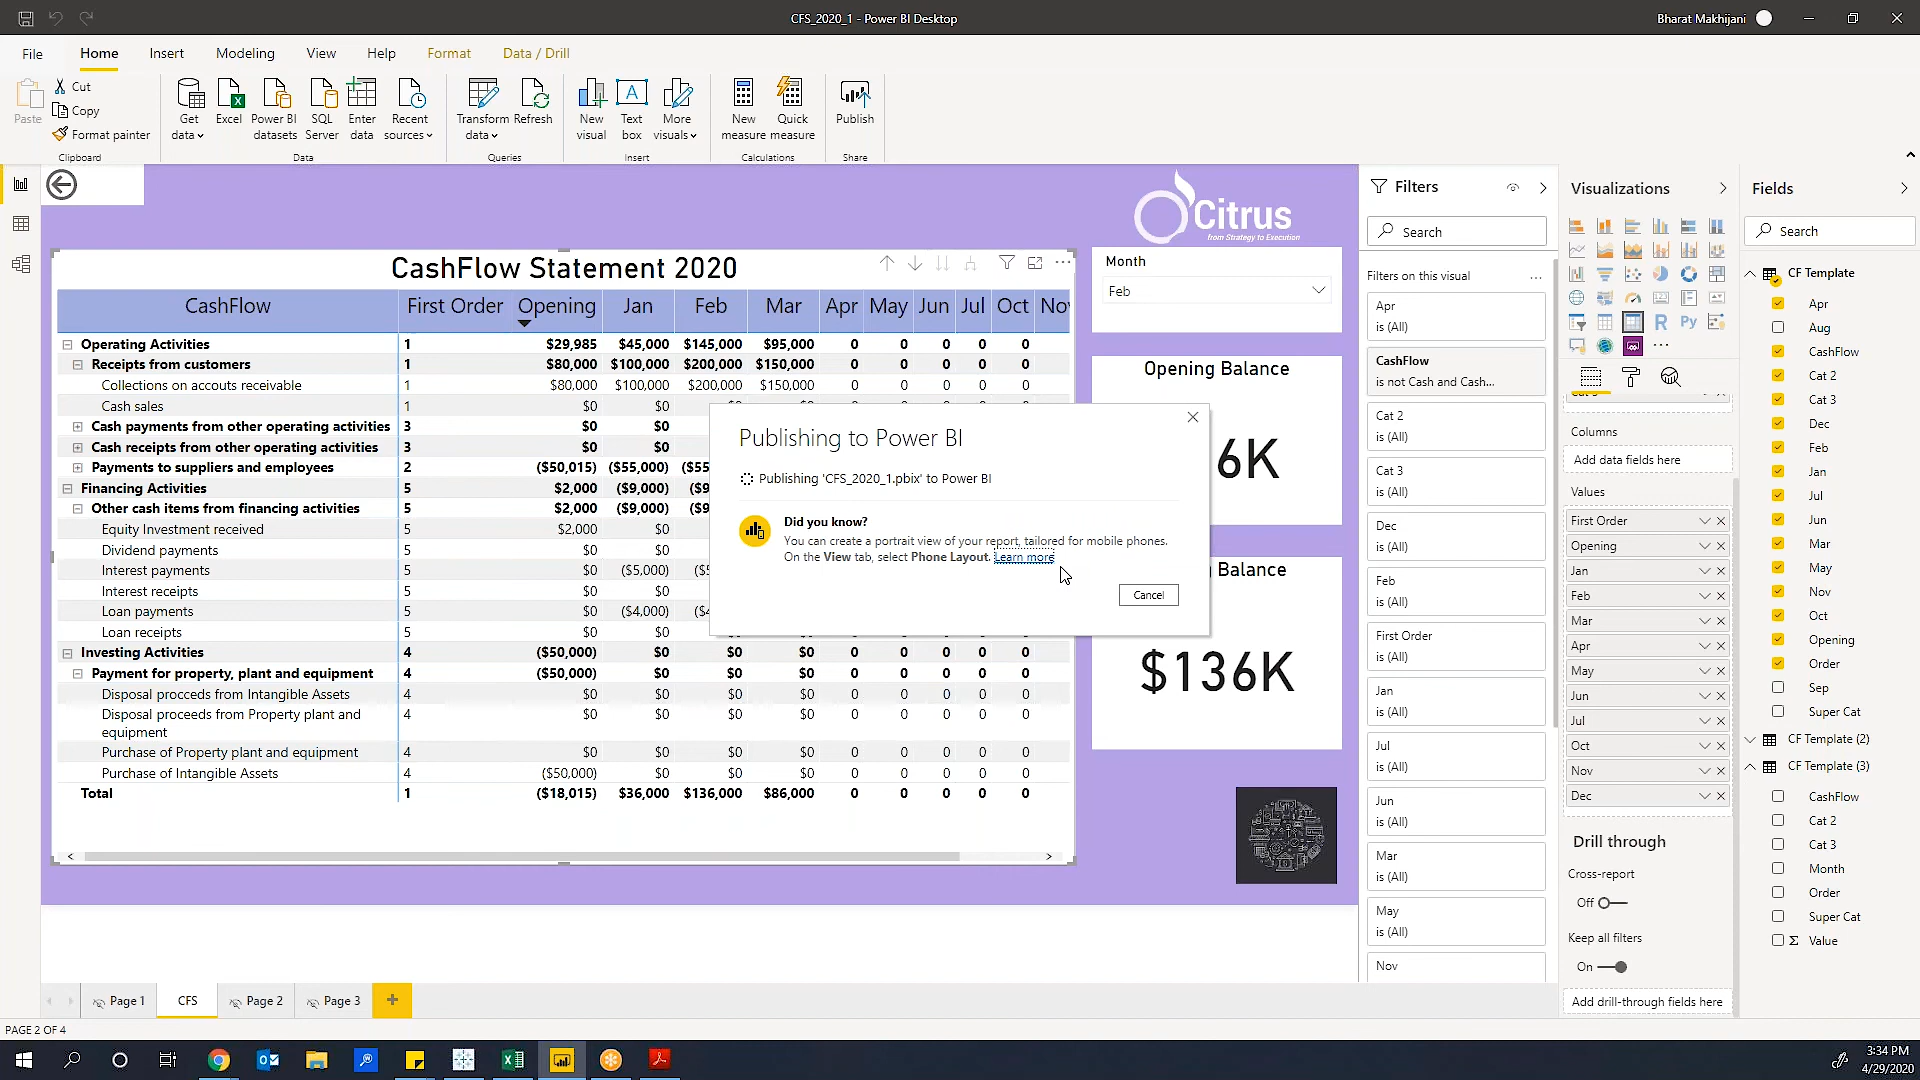 CFS_2020_1 - Power BI Desktop
Bharat Makhijani
File Home Insert Modeling View Help Format Data / Drill
Paste
Cut
Copy
Format painter
Clipboard
Get data
Excel
Power BI datasets
SQL Server
Enter data
Recent sources
Data
Transform data
Refresh
Queries
New visual
Text box
More visuals
Insert
New measure
Quick measure
Calculations
Publish
Share
Citrus
from Strategy to Execution
CashFlow Statement 2020
CashFlow First Order Opening Jan Feb Mar Apr May Jun Jul Oct Nov
Operating Activities 1 $29,985 $45,000 $145,000 $95,000 0 0 0 0 0
Receipts from customers 1 $80,000 $100,000 $200,000 $150,000 0 0 0 0 0
Collections on accouts receivable 1 $80,000 $100,000 $200,000 $150,000 0 0 0 0 0
Cash sales 1 $0 $0
Cash payments from other operating activities 3 $0 $0
Cash receipts from other operating activities 3 $0 $0
Payments to suppliers and employees 2 ($50,015) ($55,000) ($55
Financing Activities 5 $2,000 ($9,000) ($9
Other cash items from financing activities 5 $2,000 ($9,000) ($9
Equity Investment received 5 $2,000 $0
Dividend payments 5 $0 $0
Interest payments 5 $0 ($5,000) ($5
Interest receipts 5 $0 $0
Loan payments 5 $0 ($4,000) ($4
Loan receipts 5 $0 $0
Investing Activities 4 ($50,000) $0 $0 $0 0 0 0 0 0
Payment for property, plant and equipment 4 ($50,000) $0 $0 $0 0 0 0 0 0
Disposal procceds from Intangible Assets 4 $0 $0 $0 $0 0 0 0 0 0
Disposal proceeds from Property plant and 4 $0 $0 $0 $0 0 0 0 0 0
equipment
Purchase of Property plant and equipment 4 $0 $0 $0 $0 0 0 0 0 0
Purchase of Intangible Assets 4 ($50,000) $0 $0 $0 0 0 0 0 0
Total 1 ($18,015) $36,000 $136,000 $86,000 0 0 0 0 0
Month
Feb
Opening Balance
6K
Balance
$136K
Publishing to Power BI
Publishing 'CFS_2020_1.pbix' to Power BI
Did you know?
You can create a portrait view of your report, tailored for mobile phones.
On the View tab, select Phone Layout. Learn more
Cancel
Filters
Search
Filters on this visual
Apr
is (All)
CashFlow
is not Cash and Cash...
Cat 2
is (All)
Cat 3
is (All)
Dec
is (All)
Feb
is (All)
First Order
is (All)
Jan
is (All)
Jul
is (All)
Jun
is (All)
Mar
is (All)
May
is (All)
Nov
Visualizations
R Py
Columns
Add data fields here
Values
First Order
Opening
Jan
Feb
Mar
Apr
May
Jun
Jul
Oct
Nov
Dec
Drill through
Cross-report
Off
Keep all filters
On
Add drill-through fields here
Fields
Search
CF Template
Apr
Aug
CashFlow
Cat 2
Cat 3
Dec
Feb
Jan
Jul
Jun
Mar
May
Nov
Oct
Opening
Order
Sep
Super Cat
CF Template (2)
CF Template (3)
CashFlow
Cat 2
Cat 3
Month
Order
Super Cat
Σ Value
Page 1 CFS Page 2 Page 3 +
PAGE 2 OF 4
3:34 PM
4/29/2020